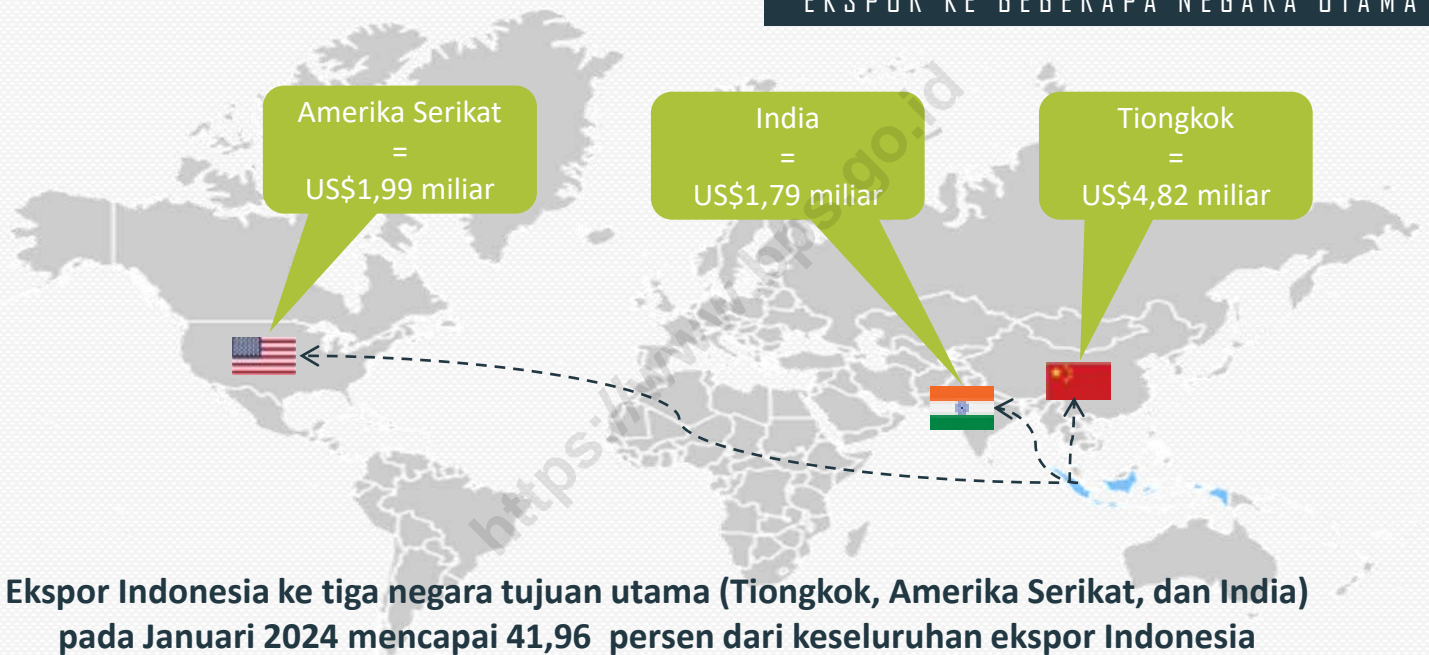 EKSPOR KE BEBERAPA NEGARA UTAMA
Amerika Serikat
=
US$1,99 miliar
India
=
US$1,79 miliar
Tiongkok
=
US$4,82 miliar
https://www.bps.go.id
Ekspor Indonesia ke tiga negara tujuan utama (Tiongkok, Amerika Serikat, dan India)
pada Januari 2024 mencapai 41,96 persen dari keseluruhan ekspor Indonesia